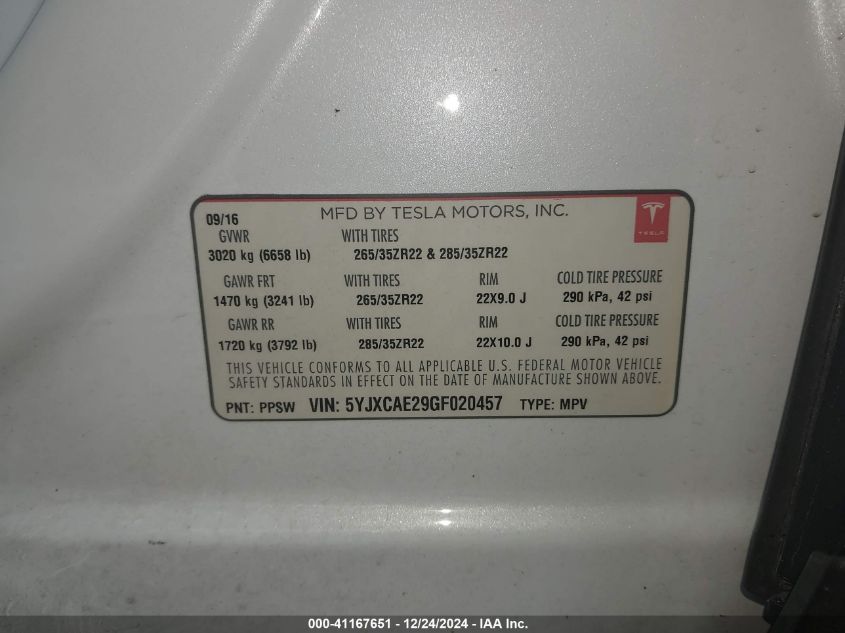 09/16 MFD BY TESLA MOTORS, INC.
TESLA
GVWR WITH TIRES
3020 kg (6658 lb) 265/35ZR22 & 285/35ZR22
GAWR FRT WITH TIRES RIM COLD TIRE PRESSURE
1470 kg (3241 lb) 265/35ZR22 22X9.0 J 290 kPa, 42 psi
GAWR RR WITH TIRES RIM COLD TIRE PRESSURE
1720 kg (3792 lb) 285/35ZR22 22X10.0 J 290 kPa, 42 psi
THIS VEHICLE CONFORMS TO ALL APPLICABLE U.S. FEDERAL MOTOR VEHICLE
SAFETY STANDARDS IN EFFECT ON THE DATE OF MANUFACTURE SHOWN ABOVE.
PNT: PPSW VIN: 5YJXCAE29GF020457 TYPE: MPV
000-41167651 - 12/24/2024 - IAA Inc.